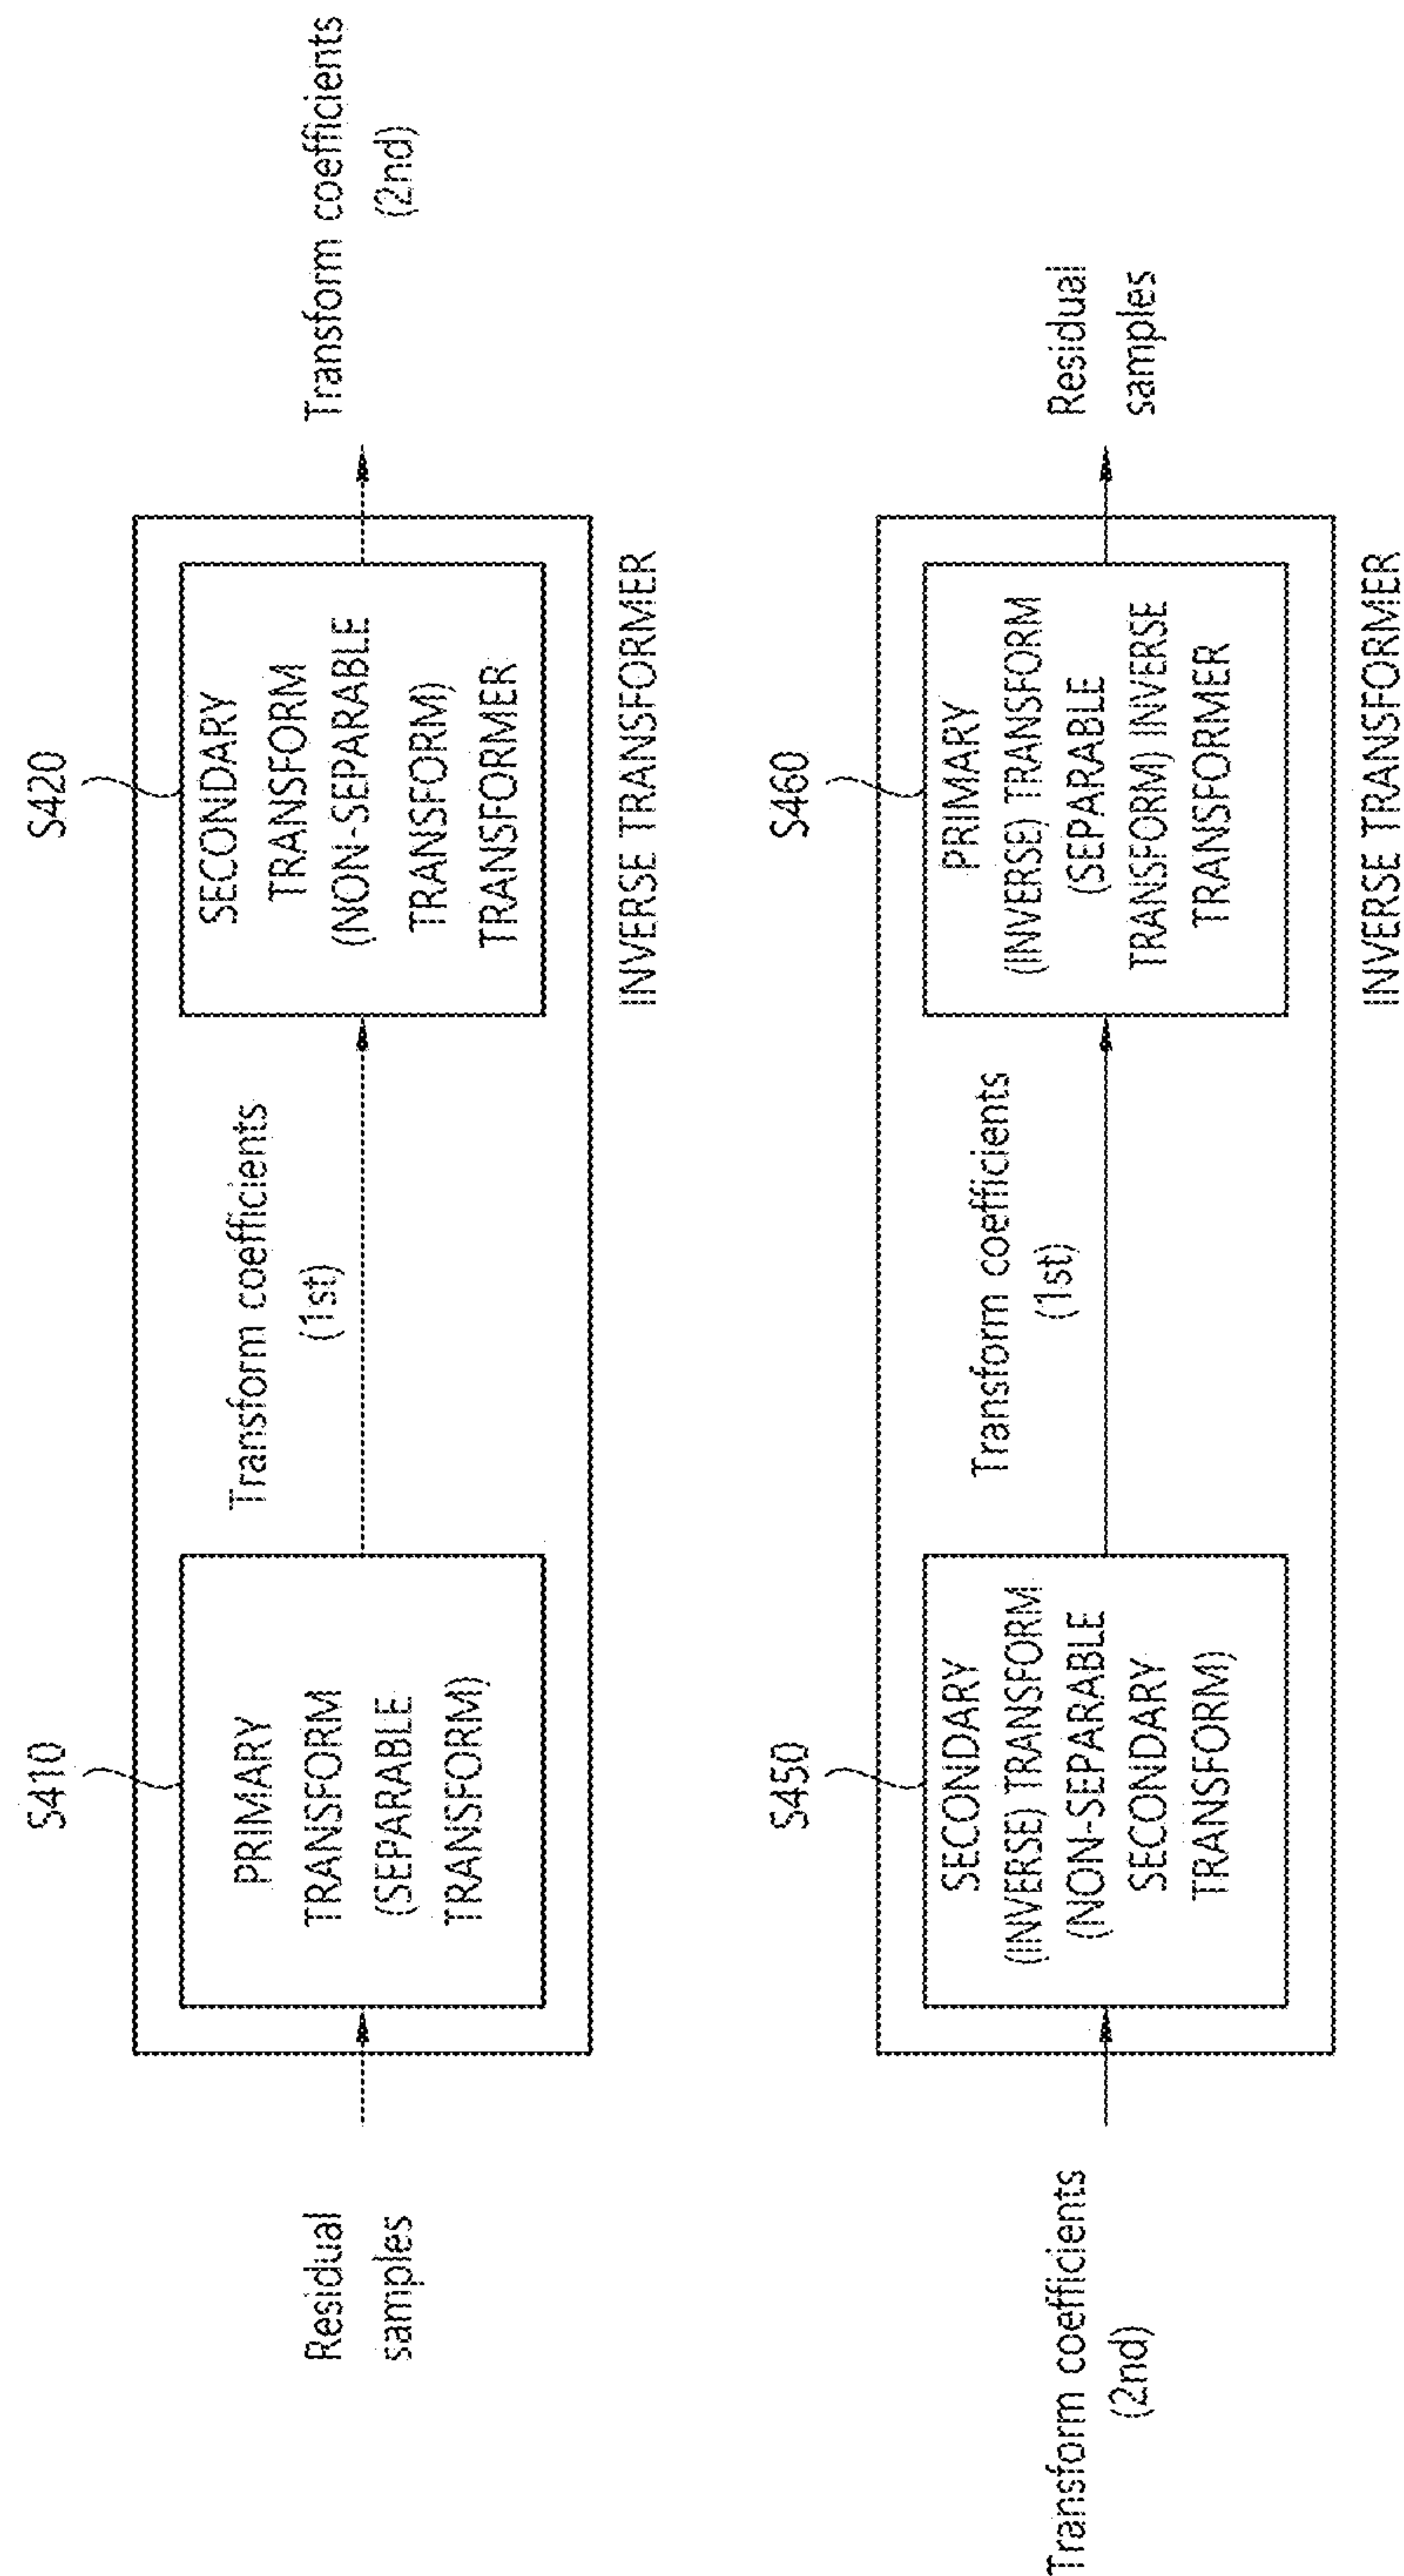 S410
S420
Residual
samples
PRIMARY
TRANSFORM
(SEPARABLE
TRANSFORM)
Transform coefficients
(1st)
SECONDARY
TRANSFORM
(NON-SEPARABLE
TRANSFORM)
TRANSFORMER
Transform coefficients
(2nd)
INVERSE TRANSFORMER
S450
S460
Transform coefficients
(2nd)
SECONDARY
(INVERSE) TRANSFORM
(NON-SEPARABLE
SECONDARY
TRANSFORM)
Transform coefficients
(1st)
PRIMARY
(INVERSE) TRANSFORM
(SEPARABLE
TRANSFORM) INVERSE
TRANSFORMER
Residual
samples
INVERSE TRANSFORMER